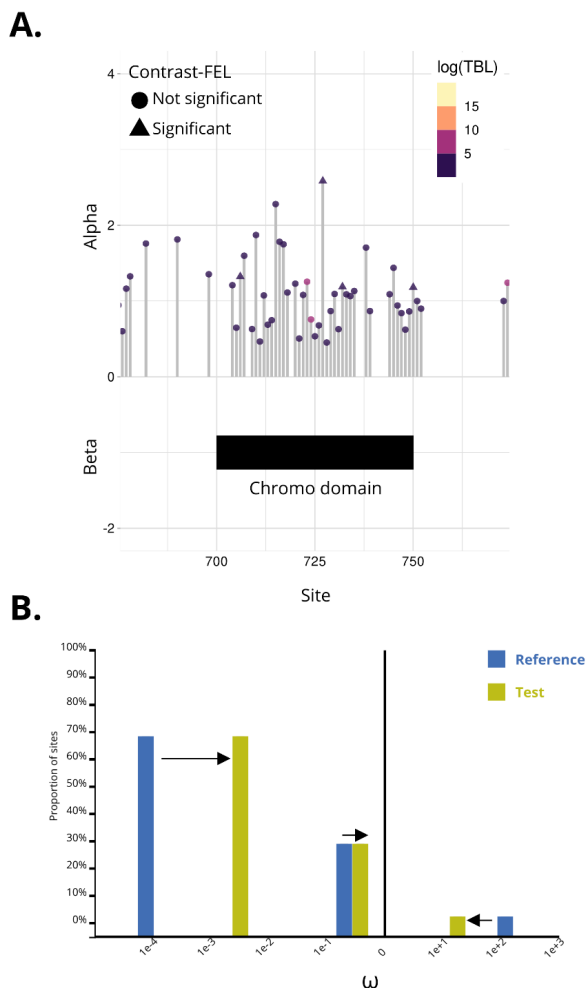 A.
Contrast-FEL
Not significant
Significant
log(TBL)
15
10
5
4
2
0
-2
Alpha
Beta
Chromo domain
700 725 750
Site
B.
Reference
Test
Proportion of sites
100%
90%
80%
70%
60%
50%
40%
30%
20%
10%
0%
1e-4 1e-3 1e-2 1e-1 0 1e+1 1e+2 1e+3
ω